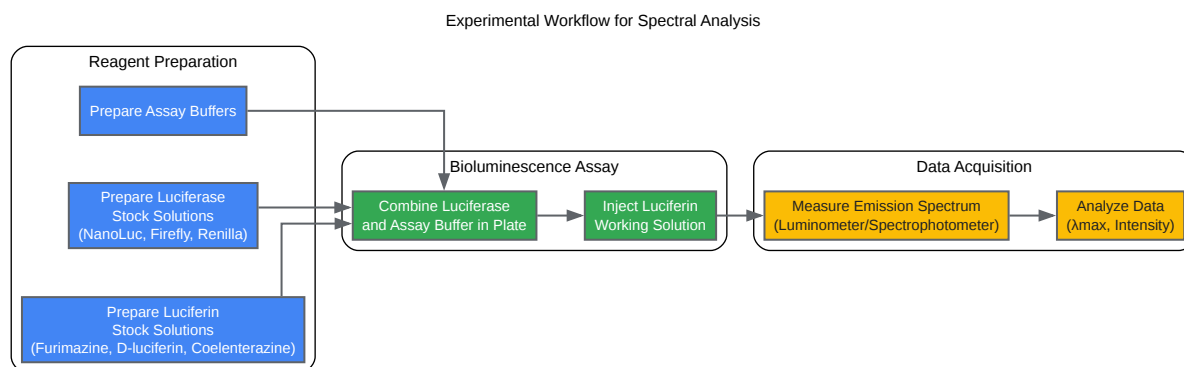 Experimental Workflow for Spectral Analysis
Reagent Preparation
Prepare Assay Buffers
Prepare Luciferase
Stock Solutions
(NanoLuc, Firefly, Renilla)
Prepare Luciferin
Stock Solutions
(Furimazine, D-luciferin, Coelenterazine)
Bioluminescence Assay
Combine Luciferase
and Assay Buffer in Plate
Inject Luciferin
Working Solution
Data Acquisition
Measure Emission Spectrum
(Luminometer/Spectrophotometer)
Analyze Data
(λmax, Intensity)